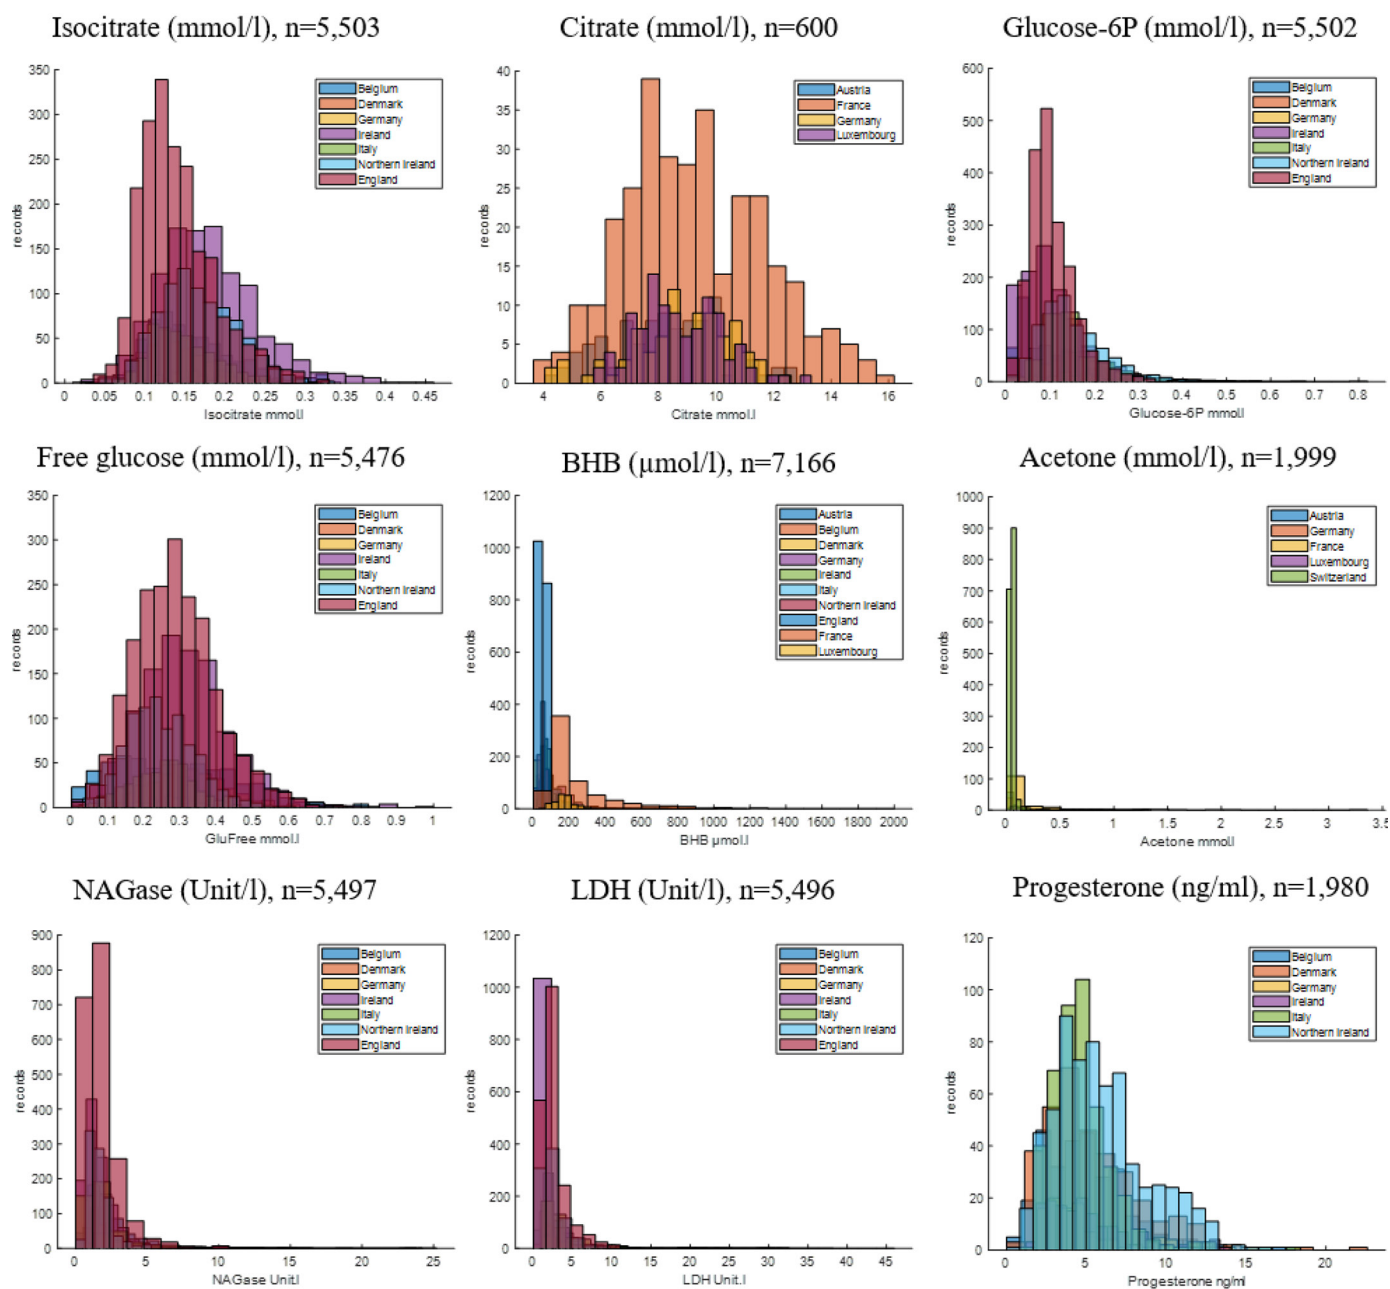 Isocitrate (mmol/l), n=5,503
350
300
250
200
150
100
50
0
records
0 0.05 0.1 0.15 0.2 0.25 0.3 0.35 0.4 0.45
Isocitrate mmol.l
Belgium
Denmark
Germany
Ireland
Italy
Northern Ireland
England
Citrate (mmol/l), n=600
40
35
30
25
20
15
10
5
0
records
4 6 8 10 12 14 16
Citrate mmol.l
Austria
France
Germany
Luxembourg
Glucose-6P (mmol/l), n=5,502
600
500
400
300
200
100
0
records
0 0.1 0.2 0.3 0.4 0.5 0.6 0.7 0.8
Glucose-6P mmol.l
Belgium
Denmark
Germany
Ireland
Italy
Northern Ireland
England
Free glucose (mmol/l), n=5,476
350
300
250
200
150
100
50
0
records
0 0.1 0.2 0.3 0.4 0.5 0.6 0.7 0.8 0.9 1
GluFree mmol.l
Belgium
Denmark
Germany
Ireland
Italy
Northern Ireland
England
BHB (µmol/l), n=7,166
1200
1000
800
600
400
200
0
records
0 200 400 600 800 1000 1200 1400 1600 1800 2000
BHB µmol.l
Austria
Belgium
Denmark
Germany
Ireland
Italy
Northern Ireland
England
France
Luxembourg
Acetone (mmol/l), n=1,999
1000
900
800
700
600
500
400
300
200
100
0
records
0 0.5 1 1.5 2 2.5 3 3.5
Acetone mmol.l
Austria
Germany
France
Luxembourg
Switzerland
NAGase (Unit/l), n=5,497
900
800
700
600
500
400
300
200
100
0
records
0 5 10 15 20 25
NAGase Unit.l
Belgium
Denmark
Germany
Ireland
Italy
Northern Ireland
England
LDH (Unit/l), n=5,496
1200
1000
800
600
400
200
0
records
0 5 10 15 20 25 30 35 40 45
LDH Unit.l
Belgium
Denmark
Germany
Ireland
Italy
Northern Ireland
England
Progesterone (ng/ml), n=1,980
120
100
80
60
40
20
0
records
0 5 10 15 20
Progesterone ng/ml
Belgium
Denmark
Germany
Ireland
Italy
Northern Ireland